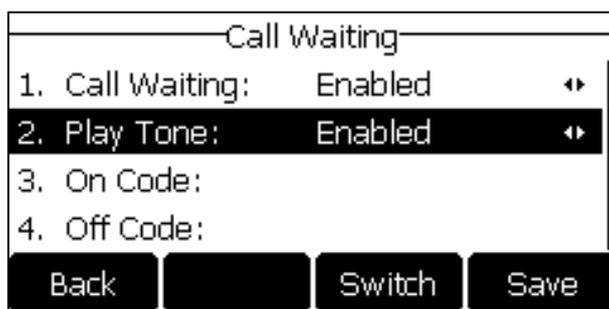 Call Waiting
1. Call Waiting: Enabled
2. Play Tone: Enabled
3. On Code:
4. Off Code:
Back Switch Save